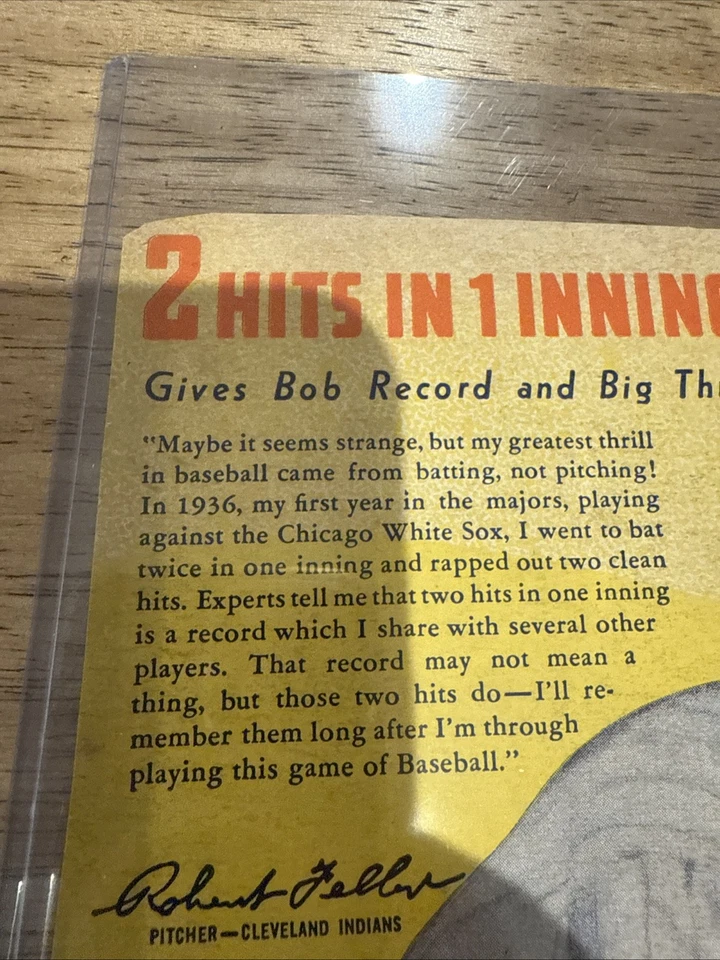 2 HITS IN 1 INNING
Gives Bob Record and Big
"Maybe it seems strange, but my greatest thrill
in baseball came from batting, not pitching!
In 1936, my first year in the majors, playing
against the Chicago White Sox, I went to bat
twice in one inning and rapped out two clean
hits. Experts tell me that two hits in one inning
is a record which I share with several other
players. That record may not mean a
thing, but those two hits do—I'll re-
member them long after I'm through
playing this game of Baseball."
Robert Feller
PITCHER—CLEVELAND INDIANS